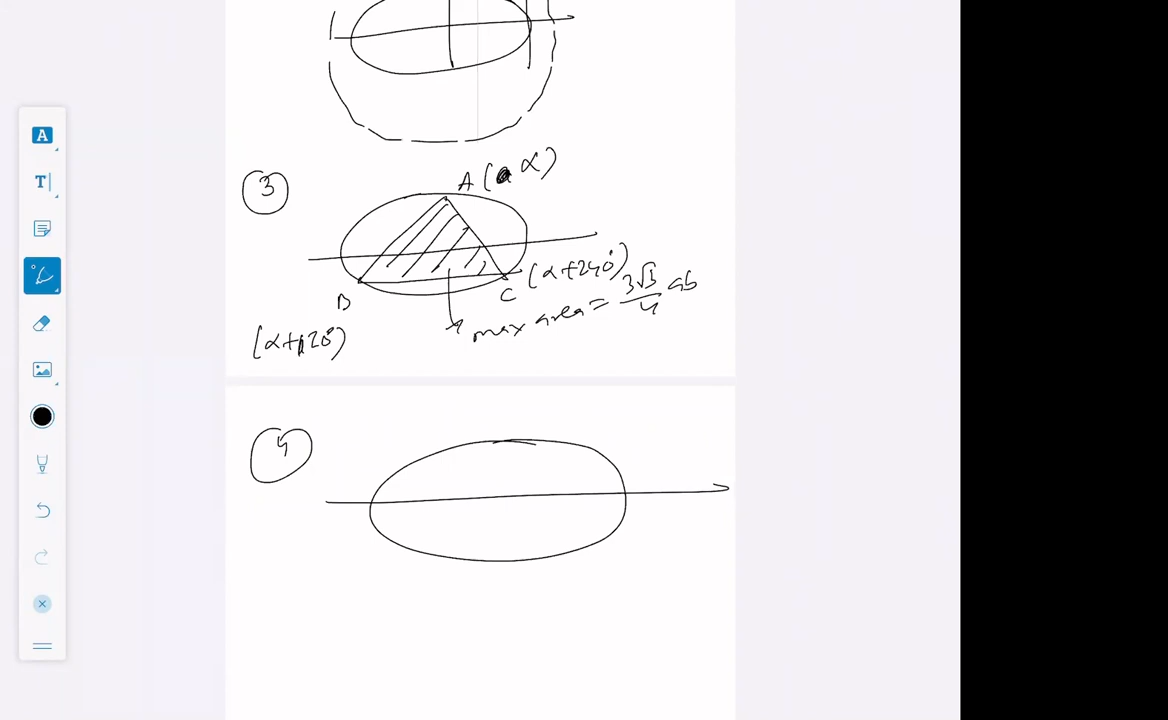 ③
A ( α )
B
C (α+240°)
max area = 3√3/4 ab
(α+120°)
④
A
T